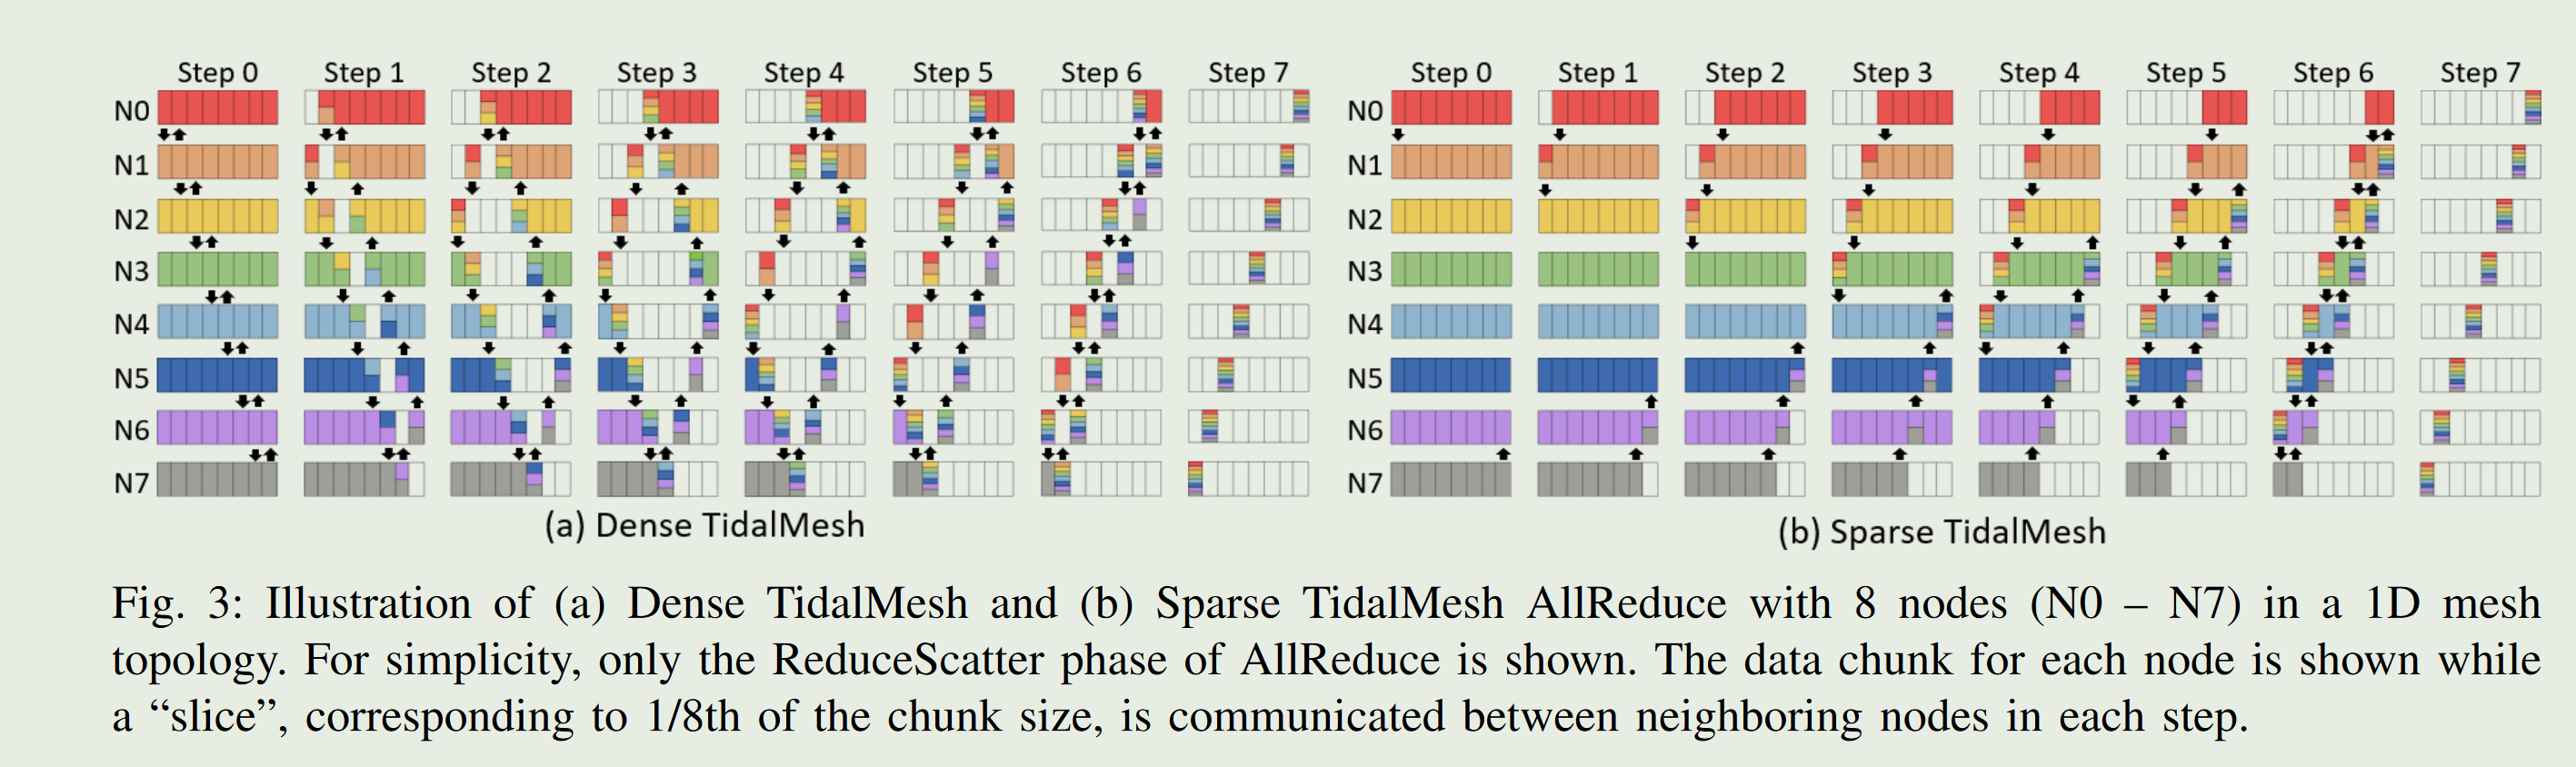 Step 0 Step 1 Step 2 Step 3 Step 4 Step 5 Step 6 Step 7
N0
N1
N2
N3
N4
N5
N6
N7
(a) Dense TidalMesh
Step 0 Step 1 Step 2 Step 3 Step 4 Step 5 Step 6 Step 7
N0
N1
N2
N3
N4
N5
N6
N7
(b) Sparse TidalMesh
Fig. 3: Illustration of (a) Dense TidalMesh and (b) Sparse TidalMesh AllReduce with 8 nodes (N0 – N7) in a 1D mesh
topology. For simplicity, only the ReduceScatter phase of AllReduce is shown. The data chunk for each node is shown while
a “slice”, corresponding to 1/8th of the chunk size, is communicated between neighboring nodes in each step.